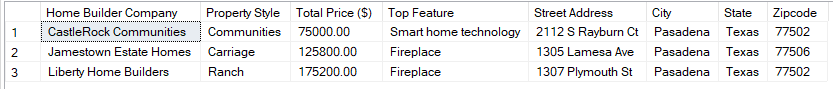 Home Builder Company Property Style Total Price ($) Top Feature Street Address City State Zipcode
1 CastleRock Communities Communities 75000.00 Smart home technology 2112 S Rayburn Ct Pasadena Texas 77502
2 Jamestown Estate Homes Carriage 125800.00 Fireplace 1305 Lamesa Ave Pasadena Texas 77506
3 Liberty Home Builders Ranch 175200.00 Fireplace 1307 Plymouth St Pasadena Texas 77502